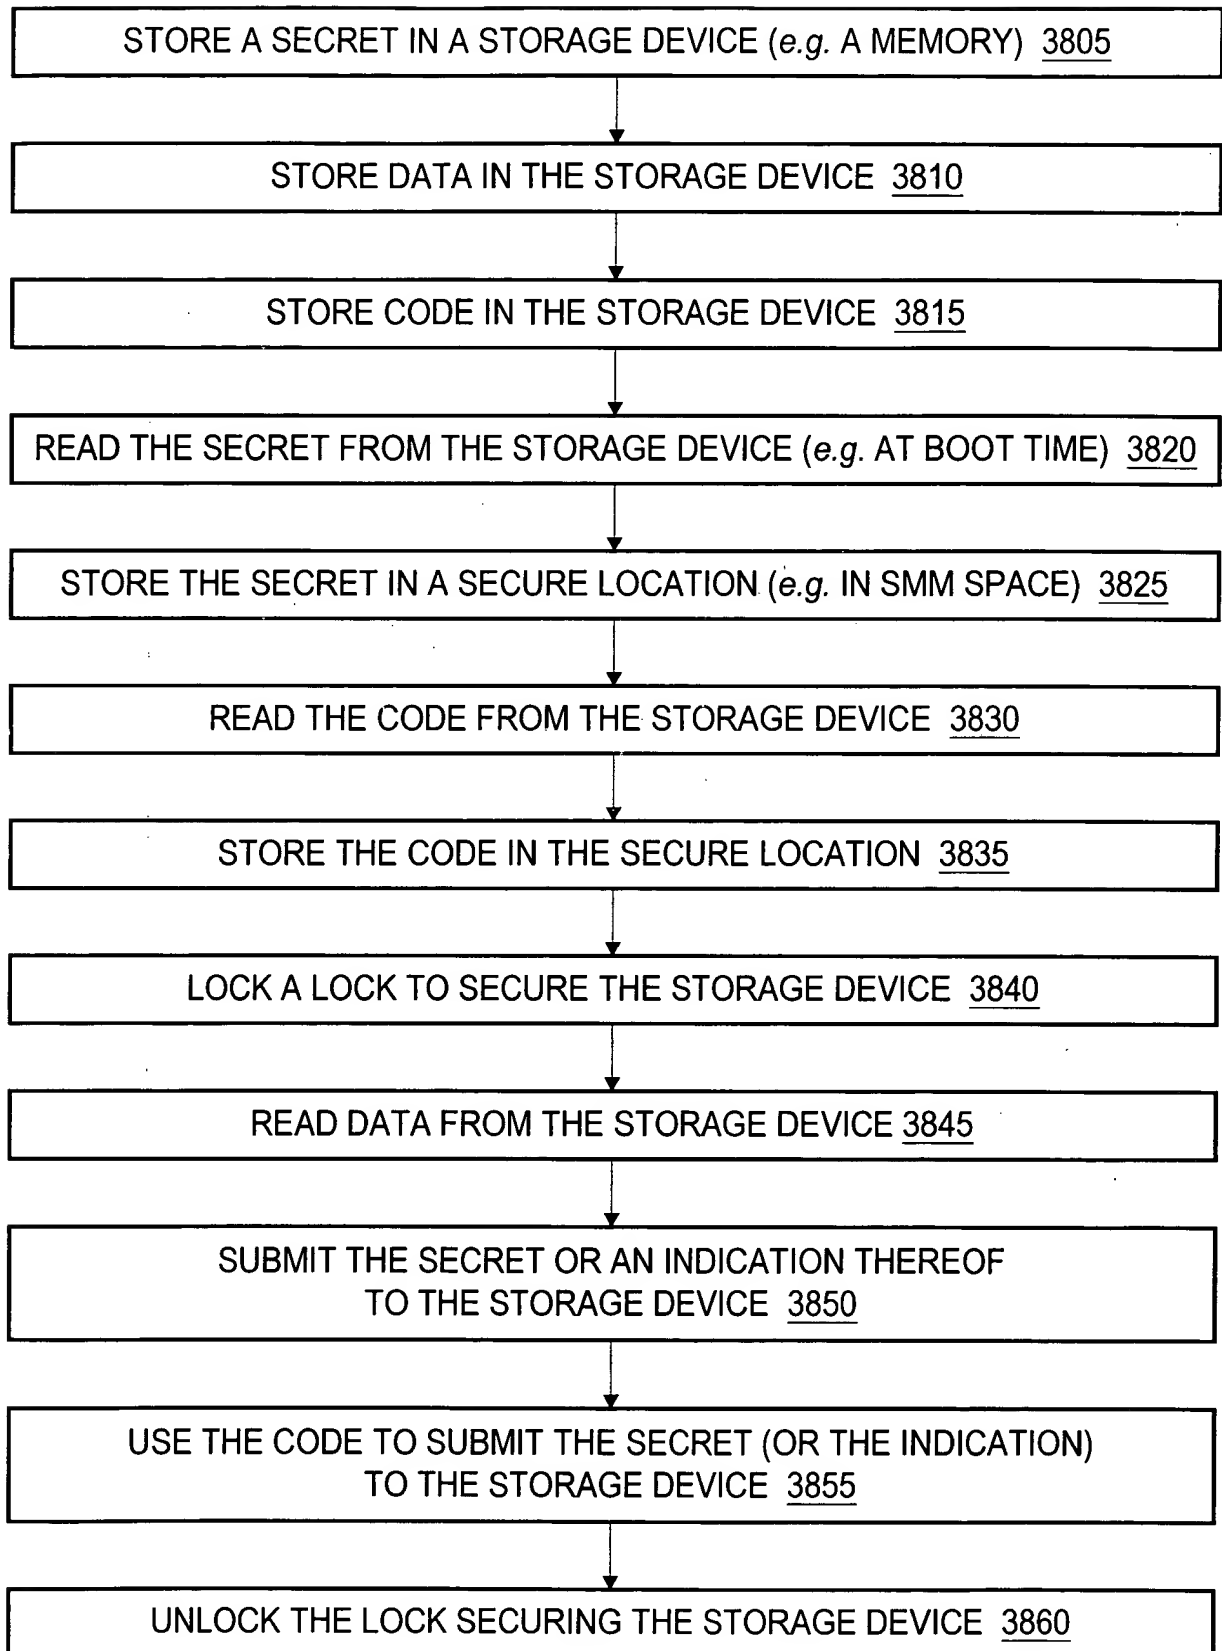 STORE A SECRET IN A STORAGE DEVICE (e.g. A MEMORY) 3805
STORE DATA IN THE STORAGE DEVICE 3810
STORE CODE IN THE STORAGE DEVICE 3815
READ THE SECRET FROM THE STORAGE DEVICE (e.g. AT BOOT TIME) 3820
STORE THE SECRET IN A SECURE LOCATION (e.g. IN SMM SPACE) 3825
READ THE CODE FROM THE STORAGE DEVICE 3830
STORE THE CODE IN THE SECURE LOCATION 3835
LOCK A LOCK TO SECURE THE STORAGE DEVICE 3840
READ DATA FROM THE STORAGE DEVICE 3845
SUBMIT THE SECRET OR AN INDICATION THEREOF
TO THE STORAGE DEVICE 3850
USE THE CODE TO SUBMIT THE SECRET (OR THE INDICATION)
TO THE STORAGE DEVICE 3855
UNLOCK THE LOCK SECURING THE STORAGE DEVICE 3860